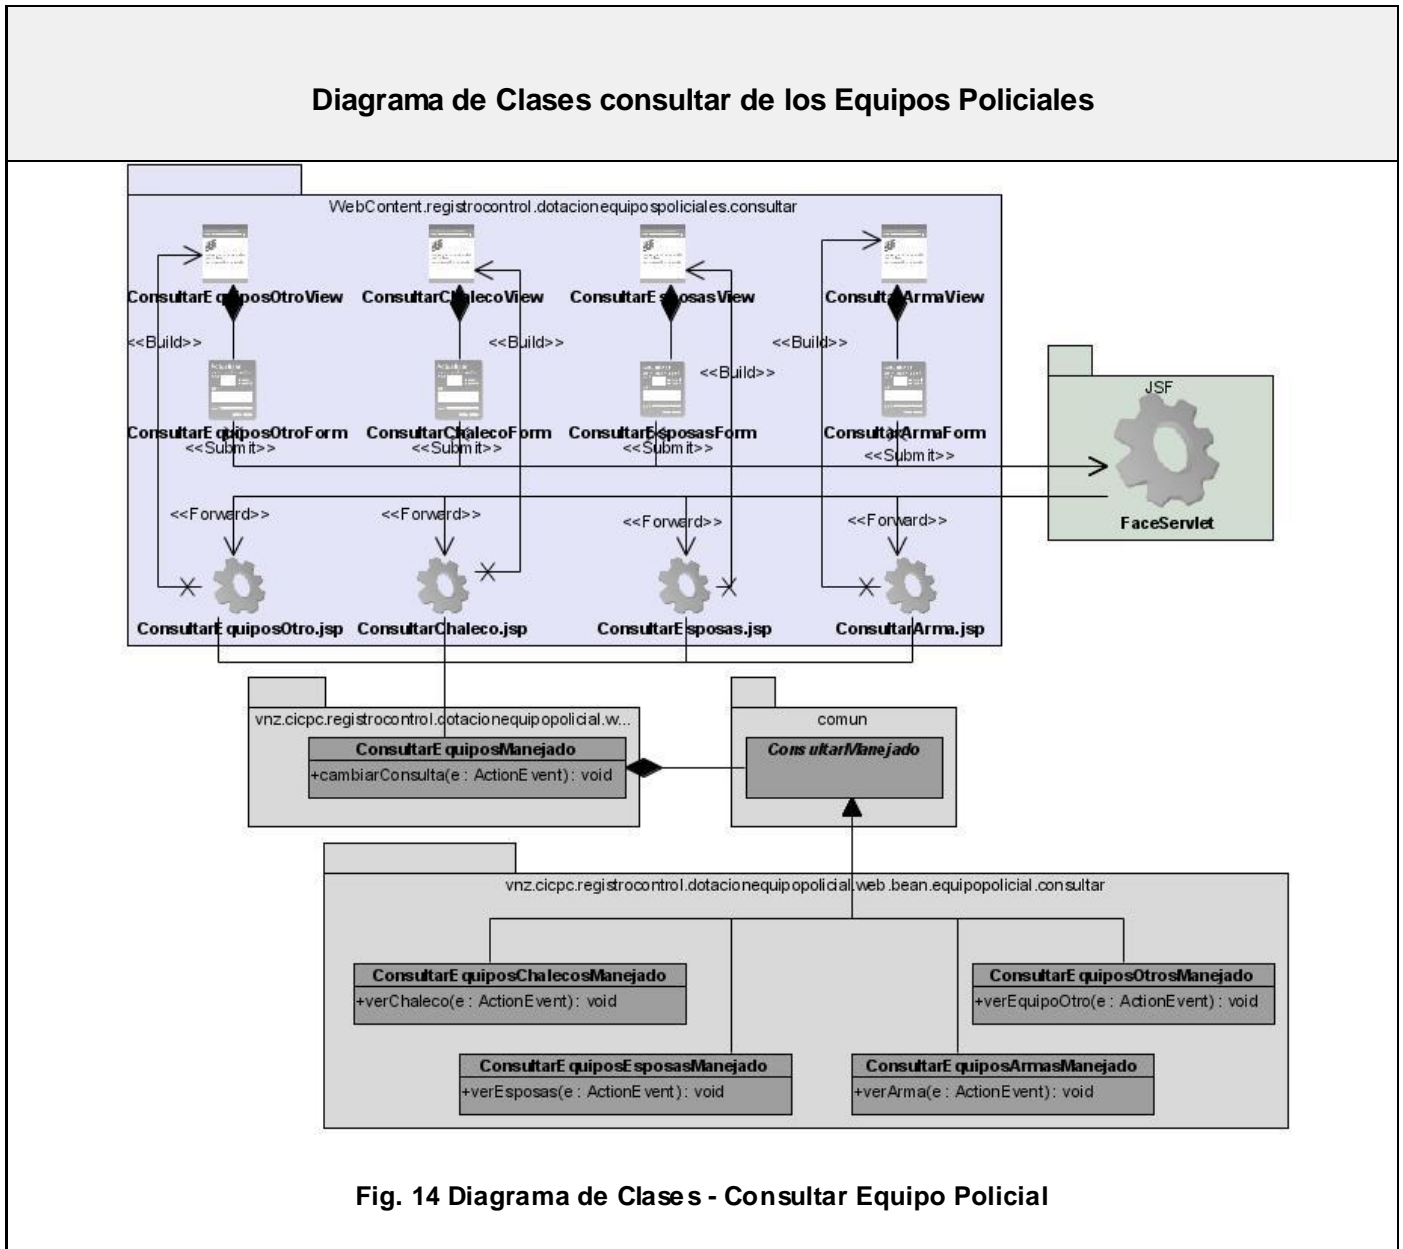 Diagrama de Clases consultar de los Equipos Policiales
WebContent.registrocontrol.dotacionequipospoliciales.consultar
ConsultarEquiposOtroView ConsultarChalecoView ConsultarEsposasView ConsultarArmaView
<<Build>> <<Build>> <<Build>> <<Build>>
ConsultarEquiposOtroForm ConsultarChalecoForm ConsultarEsposasForm ConsultarArmaForm
<<Submit>> <<Submit>> <<Submit>> <<Submit>>
JSF
FaceServlet
<<Forward>> <<Forward>> <<Forward>> <<Forward>>
ConsultarEquiposOtro.jsp ConsultarChaleco.jsp ConsultarEsposas.jsp ConsultarArma.jsp
vnz.cicpc.registrocontrol.dotacionequipopolicial.w...
ConsultarEquiposManejado
+cambiarConsulta(e : ActionEvent) : void
comun
ConsultarManejado
vnz.cicpc.registrocontrol.dotacionequipopolicial.web.bean.equipopolicial.consultar
ConsultarEquiposChalecosManejado
+verChaleco(e : ActionEvent) : void
ConsultarEquiposOtrosManejado
+verEquipoOtro(e : ActionEvent) : void
ConsultarEquiposEsposasManejado
+verEsposas(e : ActionEvent) : void
ConsultarEquiposArmasManejado
+verArma(e : ActionEvent) : void
Fig. 14 Diagrama de Clases - Consultar Equipo Policial